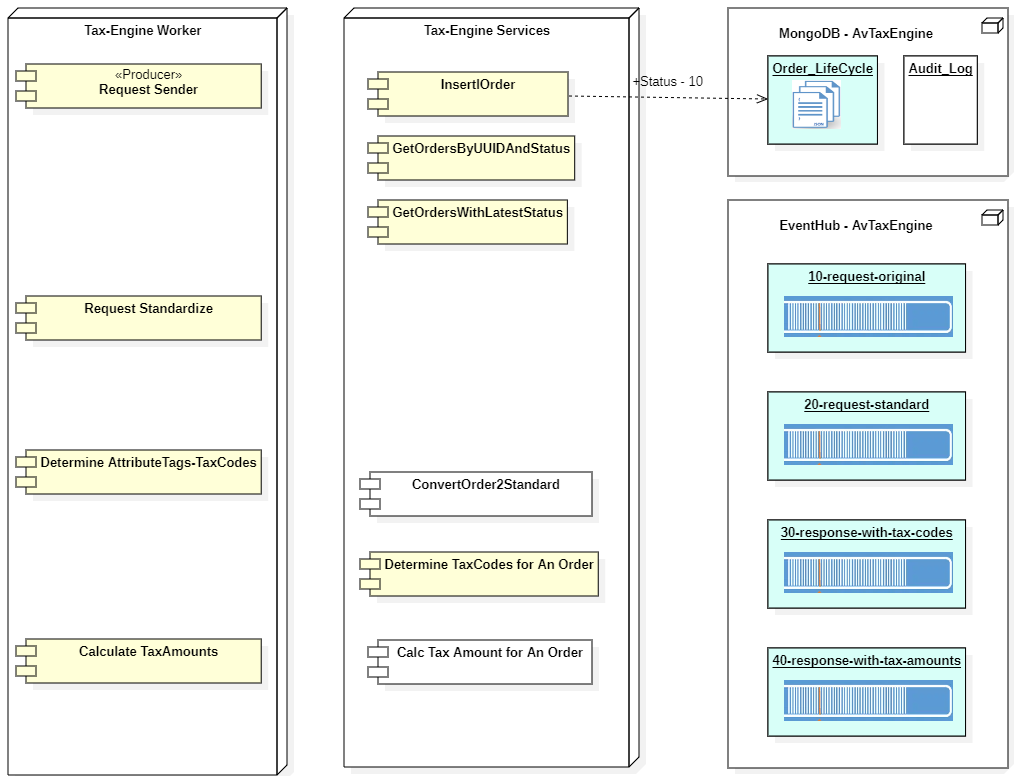 Tax-Engine Worker
«Producer»
Request Sender
Request Standardize
Determine AttributeTags-TaxCodes
Calculate TaxAmounts
Tax-Engine Services
InsertIOrder
+Status - 10
GetOrdersByUUIDAndStatus
GetOrdersWithLatestStatus
ConvertOrder2Standard
Determine TaxCodes for An Order
Calc Tax Amount for An Order
MongoDB - AvTaxEngine
Order_LifeCycle
Audit_Log
EventHub - AvTaxEngine
10-request-original
20-request-standard
30-response-with-tax-codes
40-response-with-tax-amounts